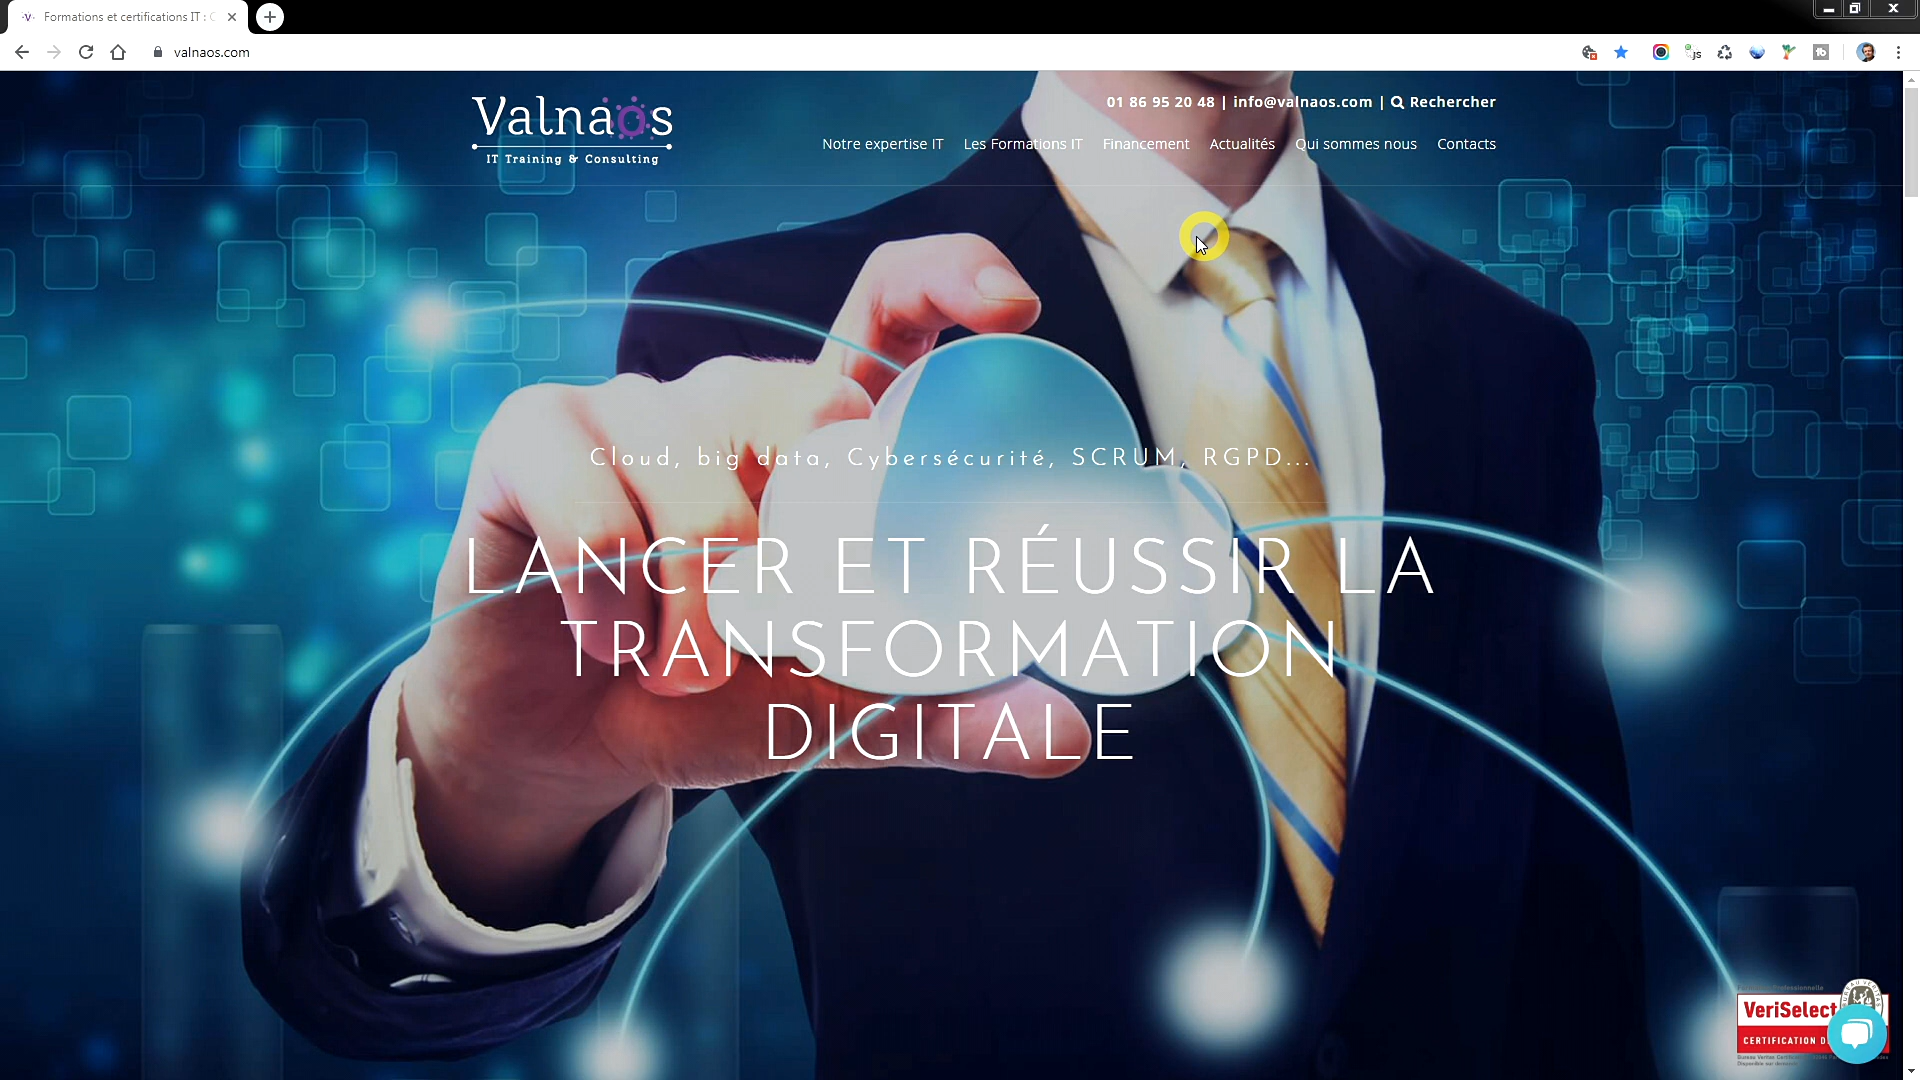 Formations et certifications IT : C
valnaos.com
Valnaos
IT Training & Consulting
01 86 95 20 48 | info@valnaos.com | Rechercher
Notre expertise IT Les Formations IT Financement Actualités Qui sommes nous Contacts
Cloud, big data, Cybersécurité, SCRUM, RGPD...
LANCER ET RÉUSSIR LA
TRANSFORMATION
DIGITALE
VeriSelect
CERTIFICATION D